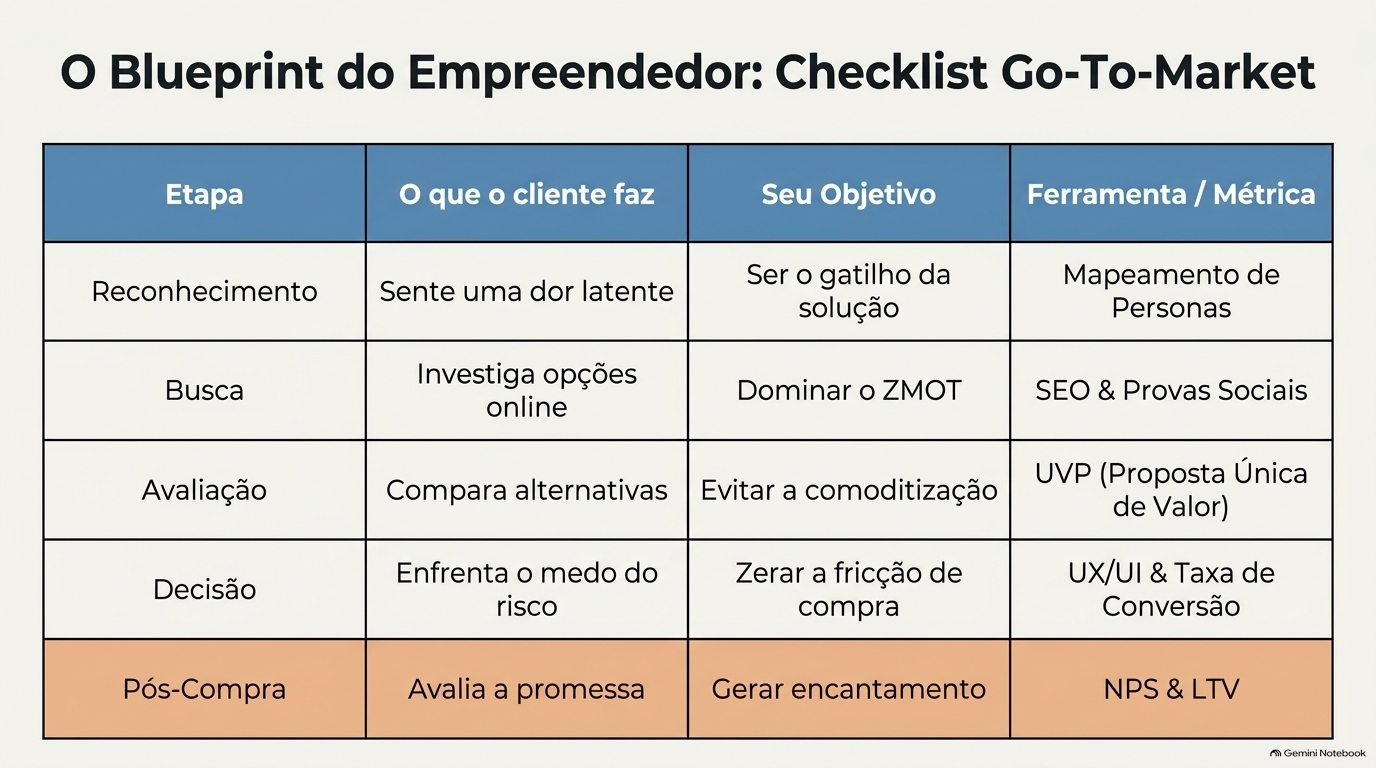 O Blueprint do Empreendedor: Checklist Go-To-Market
Etapa
O que o cliente faz
Seu Objetivo
Ferramenta / Métrica
Reconhecimento
Sente uma dor latente
Ser o gatilho da
solução
Mapeamento de
Personas
Busca
Investiga opções
online
Dominar o ZMOT
SEO & Provas Sociais
Avaliação
Compara alternativas
Evitar a comoditização
UVP (Proposta Única
de Valor)
Decisão
Enfrenta o medo do
risco
Zerar a fricção de
compra
UX/UI & Taxa de
Conversão
Pós-Compra
Avalia a promessa
Gerar encantamento
NPS & LTV
Gemini Notebook